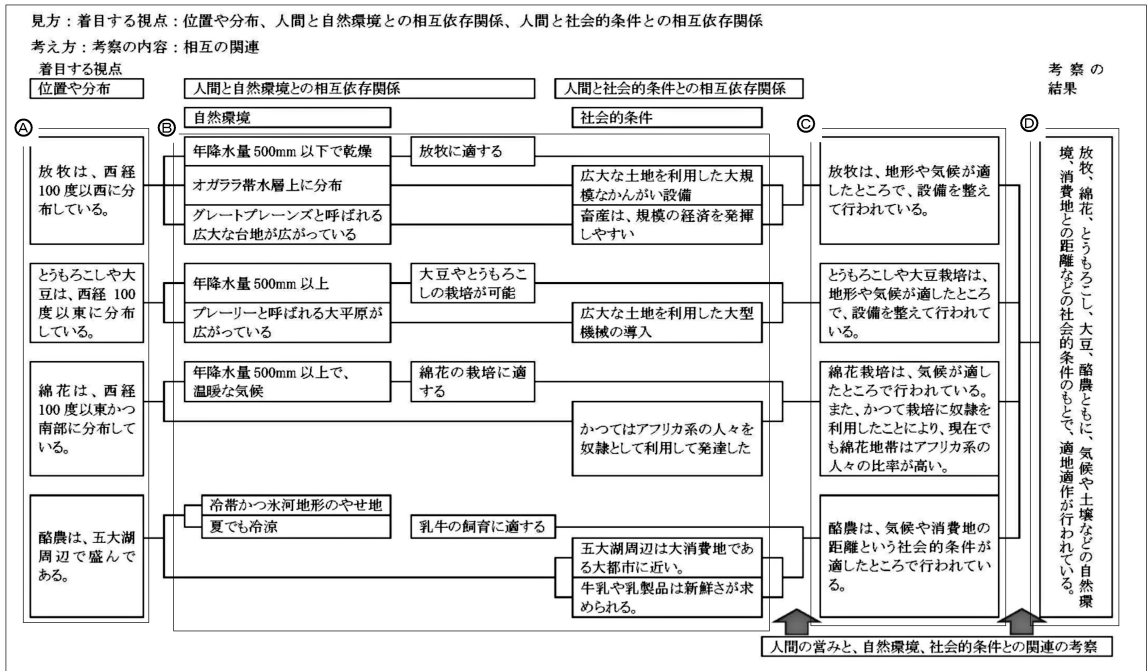 見方：着目する視点：位置や分布、人間と自然環境との相互依存関係、人間と社会的条件との相互依存関係
考え方：考察の内容：相互の関連
着目する視点
位置や分布
人間と自然環境との相互依存関係
人間と社会的条件との相互依存関係
考察の
結果
自然環境
社会的条件
Ⓐ
Ⓑ
Ⓒ
Ⓓ
放牧は、西経
100度以西に分
布している。
年降水量500mm以下で乾燥
放牧に適する
オガララ帯水層上に分布
広大な土地を利用した大規
模なかんがい設備
グレートプレーンズと呼ばれる
広大な台地が広がっている
畜産は、規模の経済を発揮
しやすい
放牧は、地形や気候が適
したところで、設備を整え
て行われている。
とうもろこしや大
豆は、西経100
度以東に分布
している。
年降水量500mm以上
大豆やとうもろこ
しの栽培が可能
プレーリーと呼ばれる大平原が
広がっている
広大な土地を利用した大型
機械の導入
とうもろこしや大豆栽培は、
地形や気候が適したところ
で、設備を整えて行われて
いる。
綿花は、西経
100度以東かつ
南部に分布して
いる。
年降水量500mm以上で、
温暖な気候
綿花の栽培に適
する
かつてはアフリカ系の人々を
奴隷として利用して発達した
綿花栽培は、気候が適し
たところで行われている。
また、かつて栽培に奴隷を
利用したことにより、現在で
も綿花地帯はアフリカ系の
人々の比率が高い。
酪農は、五大湖
周辺で盛んで
ある。
冷帯かつ氷河地形のやせ地
夏でも冷涼
乳牛の飼育に適する
五大湖周辺は大消費地であ
る大都市に近い。
牛乳や乳製品は新鮮さが求
められる。
酪農は、気候や消費地の
距離という社会的条件が
適したところで行われてい
る。
放牧、綿花、とうもろこし、大豆、酪農ともに、気候や土壌などの自然環
境、消費地との距離などの社会的条件のもとで、適地適作が行われている。
人間の営みと、自然環境、社会的条件との関連の考察